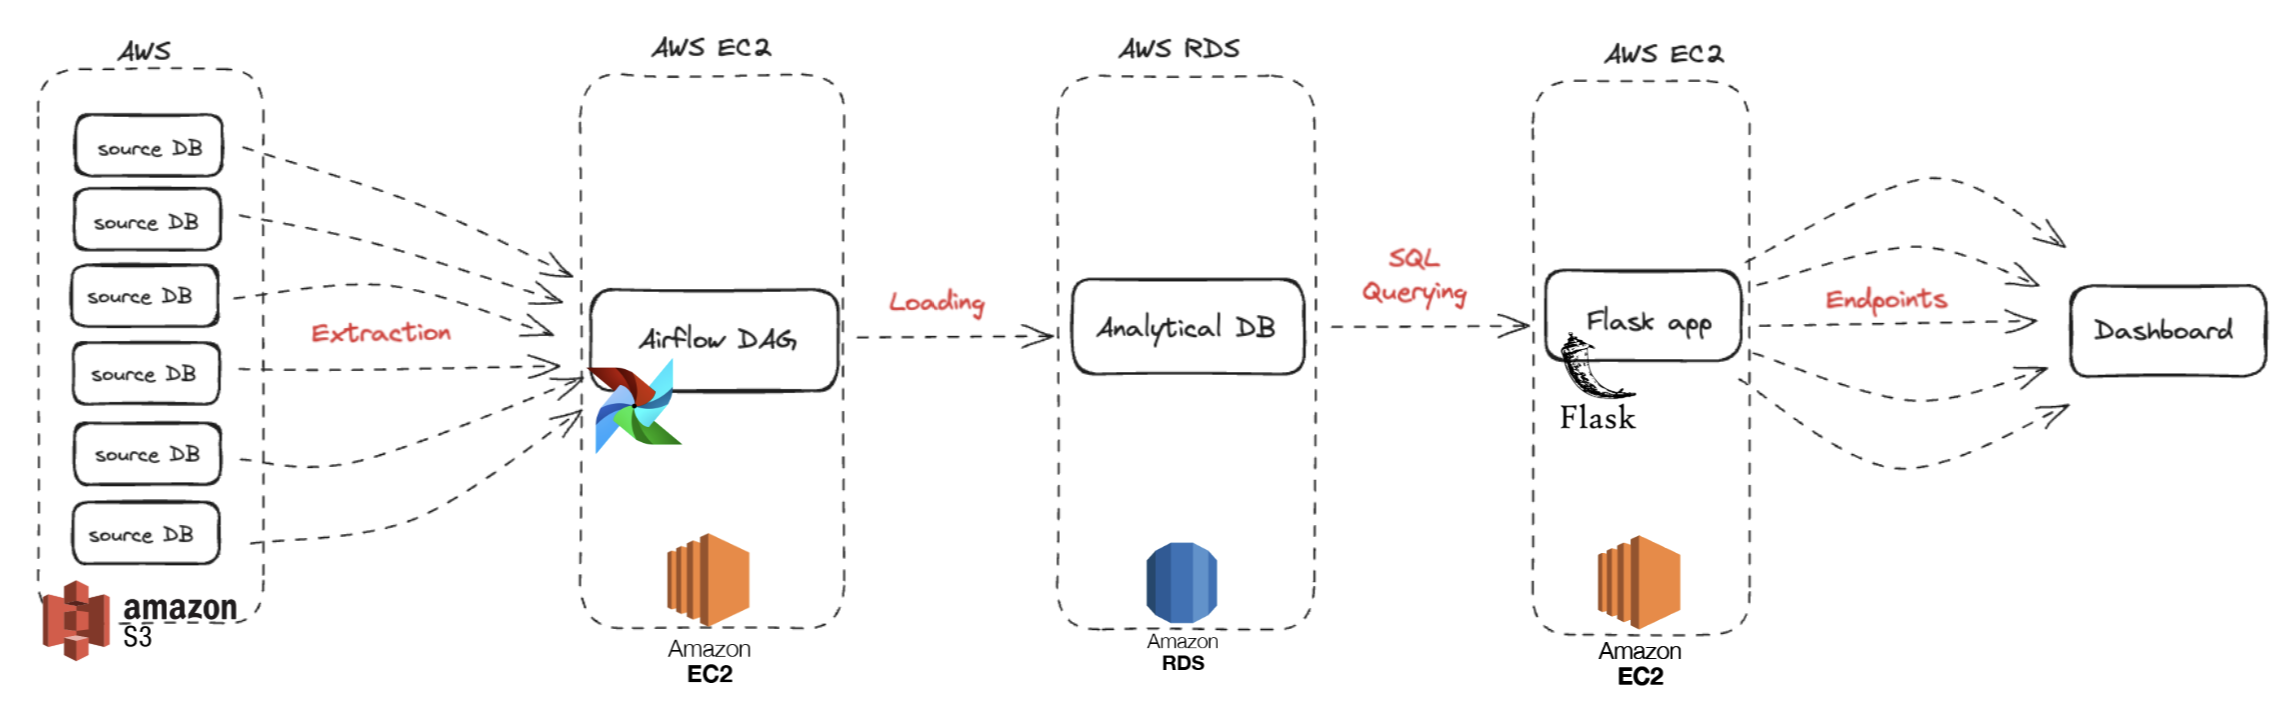 AWS
source DB
source DB
source DB
source DB
source DB
source DB
amazon
S3
Extraction
AWS EC2
Airflow DAG
Amazon
EC2
Loading
AWS RDS
Analytical DB
Amazon
RDS
SQL
Querying
AWS EC2
Flask app
Flask
Amazon
EC2
Endpoints
Dashboard